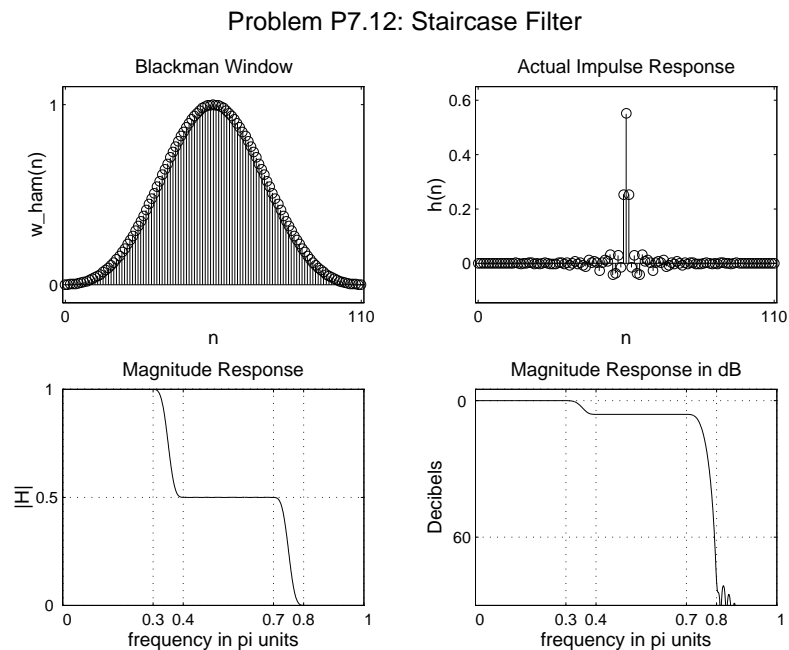 Problem P7.12: Staircase Filter
Blackman Window
1
0
w_ham(n)
0 110
n
Actual Impulse Response
0.6
0.4
0.2
0
h(n)
0 110
n
Magnitude Response
1
0.5
0
|H|
0 0.3 0.4 0.7 0.8 1
frequency in pi units
Magnitude Response in dB
0
60
Decibels
0 0.3 0.4 0.7 0.8 1
frequency in pi units